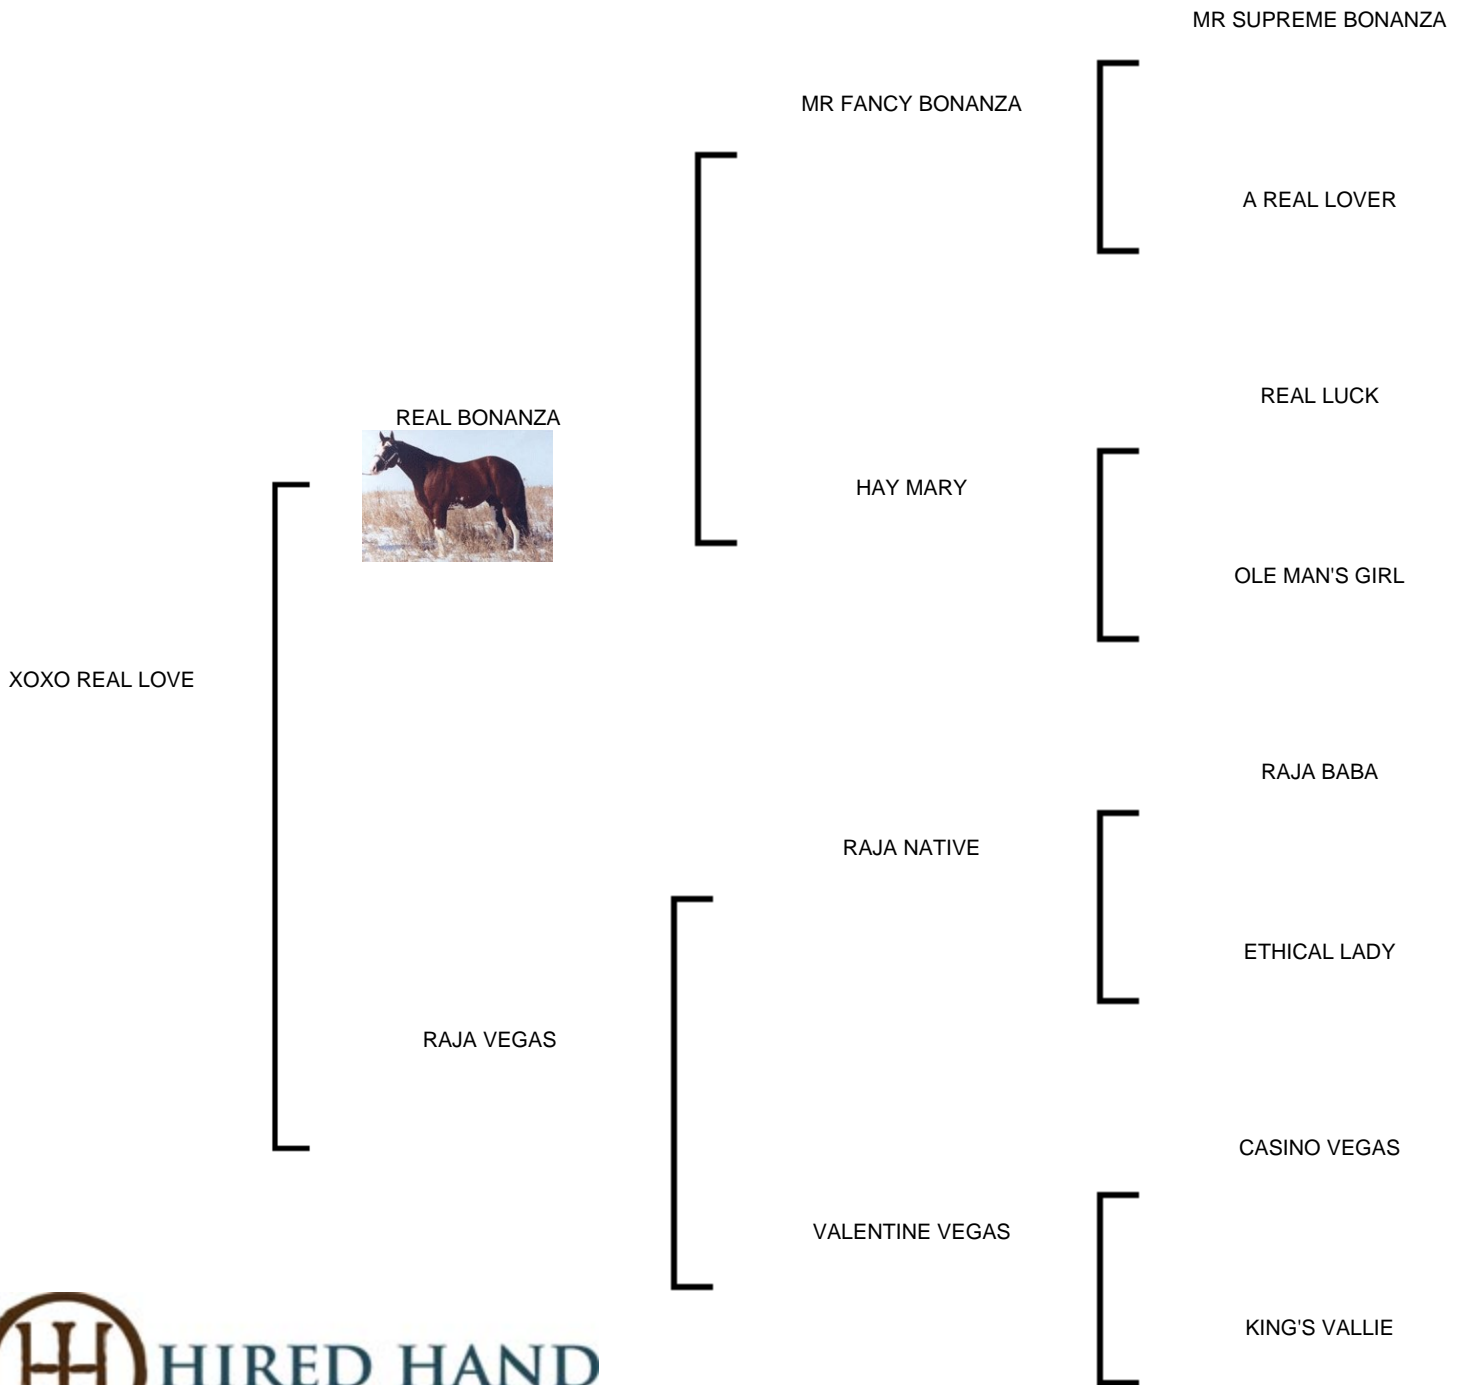 MR SUPREME BONANZA
MR FANCY BONANZA
A REAL LOVER
REAL LUCK
REAL BONANZA
HAY MARY
OLE MAN'S GIRL
XOXO REAL LOVE
RAJA BABA
RAJA NATIVE
ETHICAL LADY
RAJA VEGAS
CASINO VEGAS
VALENTINE VEGAS
KING'S VALLIE
HIRED HAND